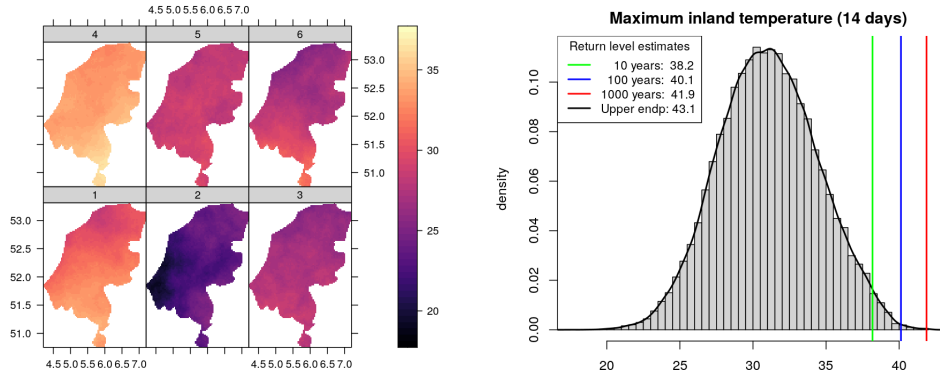 4.5 5.0 5.5 6.0 6.5 7.0
4 5 6
53.0
52.5
52.0
51.5
51.0
1 2 3
53.0
52.5
52.0
51.5
51.0
4.5 5.0 5.5 6.0 6.5 7.0 4.5 5.0 5.5 6.0 6.5 7.0
35
30
25
20
Maximum inland temperature (14 days)
Return level estimates
10 years: 38.2
100 years: 40.1
1000 years: 41.9
Upper endp: 43.1
density
0.10
0.08
0.06
0.04
0.02
0.00
20 25 30 35 40